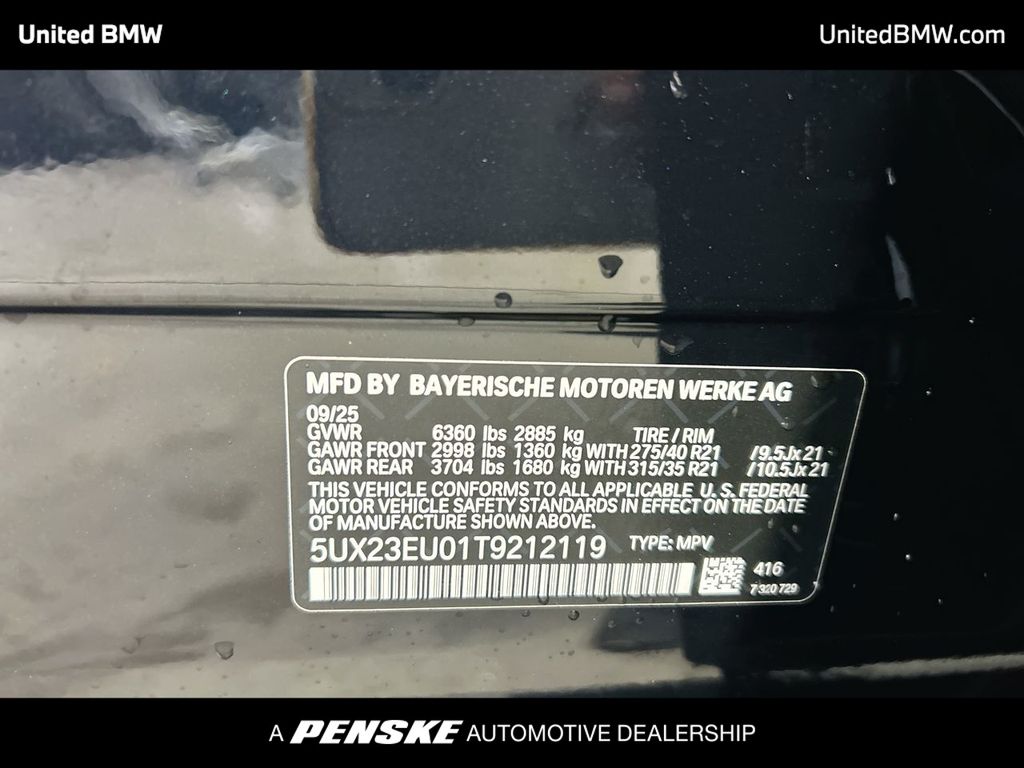 United BMW
UnitedBMW.com
MFD BY BAYERISCHE MOTOREN WERKE AG
09/25
GVWR 6360 lbs 2885 kg TIRE / RIM
GAWR FRONT 2998 lbs 1360 kg WITH 275/40 R21 /9.5Jx21
GAWR REAR 3704 lbs 1680 kg WITH 315/35 R21 /10.5Jx21
THIS VEHICLE CONFORMS TO ALL APPLICABLE U. S. FEDERAL
MOTOR VEHICLE SAFETY STANDARDS IN EFFECT ON THE DATE
OF MANUFACTURE SHOWN ABOVE.
5UX23EU01T9212119 TYPE: MPV
416
7 320 729
A PENSKE AUTOMOTIVE DEALERSHIP